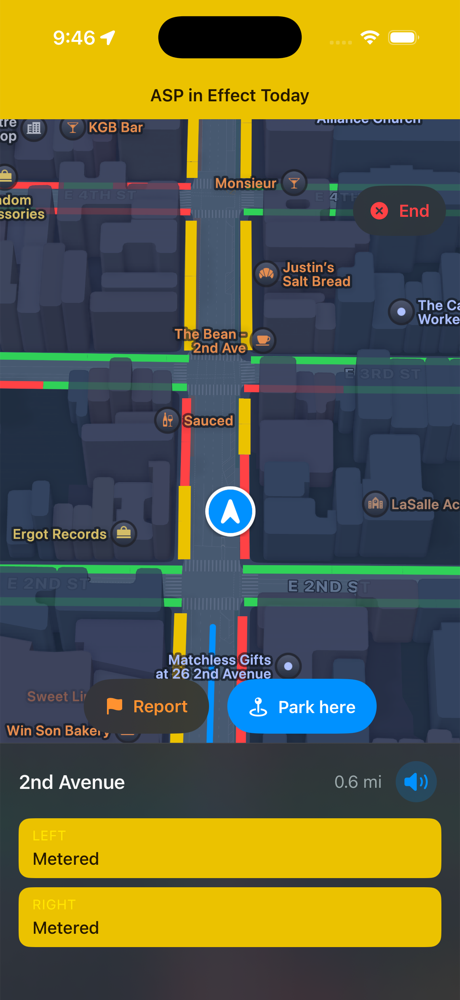 9:46
ASP in Effect Today
Alliance Church
KGB Bar
Monsieur
E 4TH ST
End
Justin's
Salt Bread
The Bean -
2nd Ave
E 3RD ST
Sauced
Ergot Records
E 2ND ST
E 2ND ST
Matchless Gifts
at 26 2nd Avenue
Report
Park here
Win Son Bakery
2nd Avenue
0.6 mi
LEFT
Metered
RIGHT
Metered